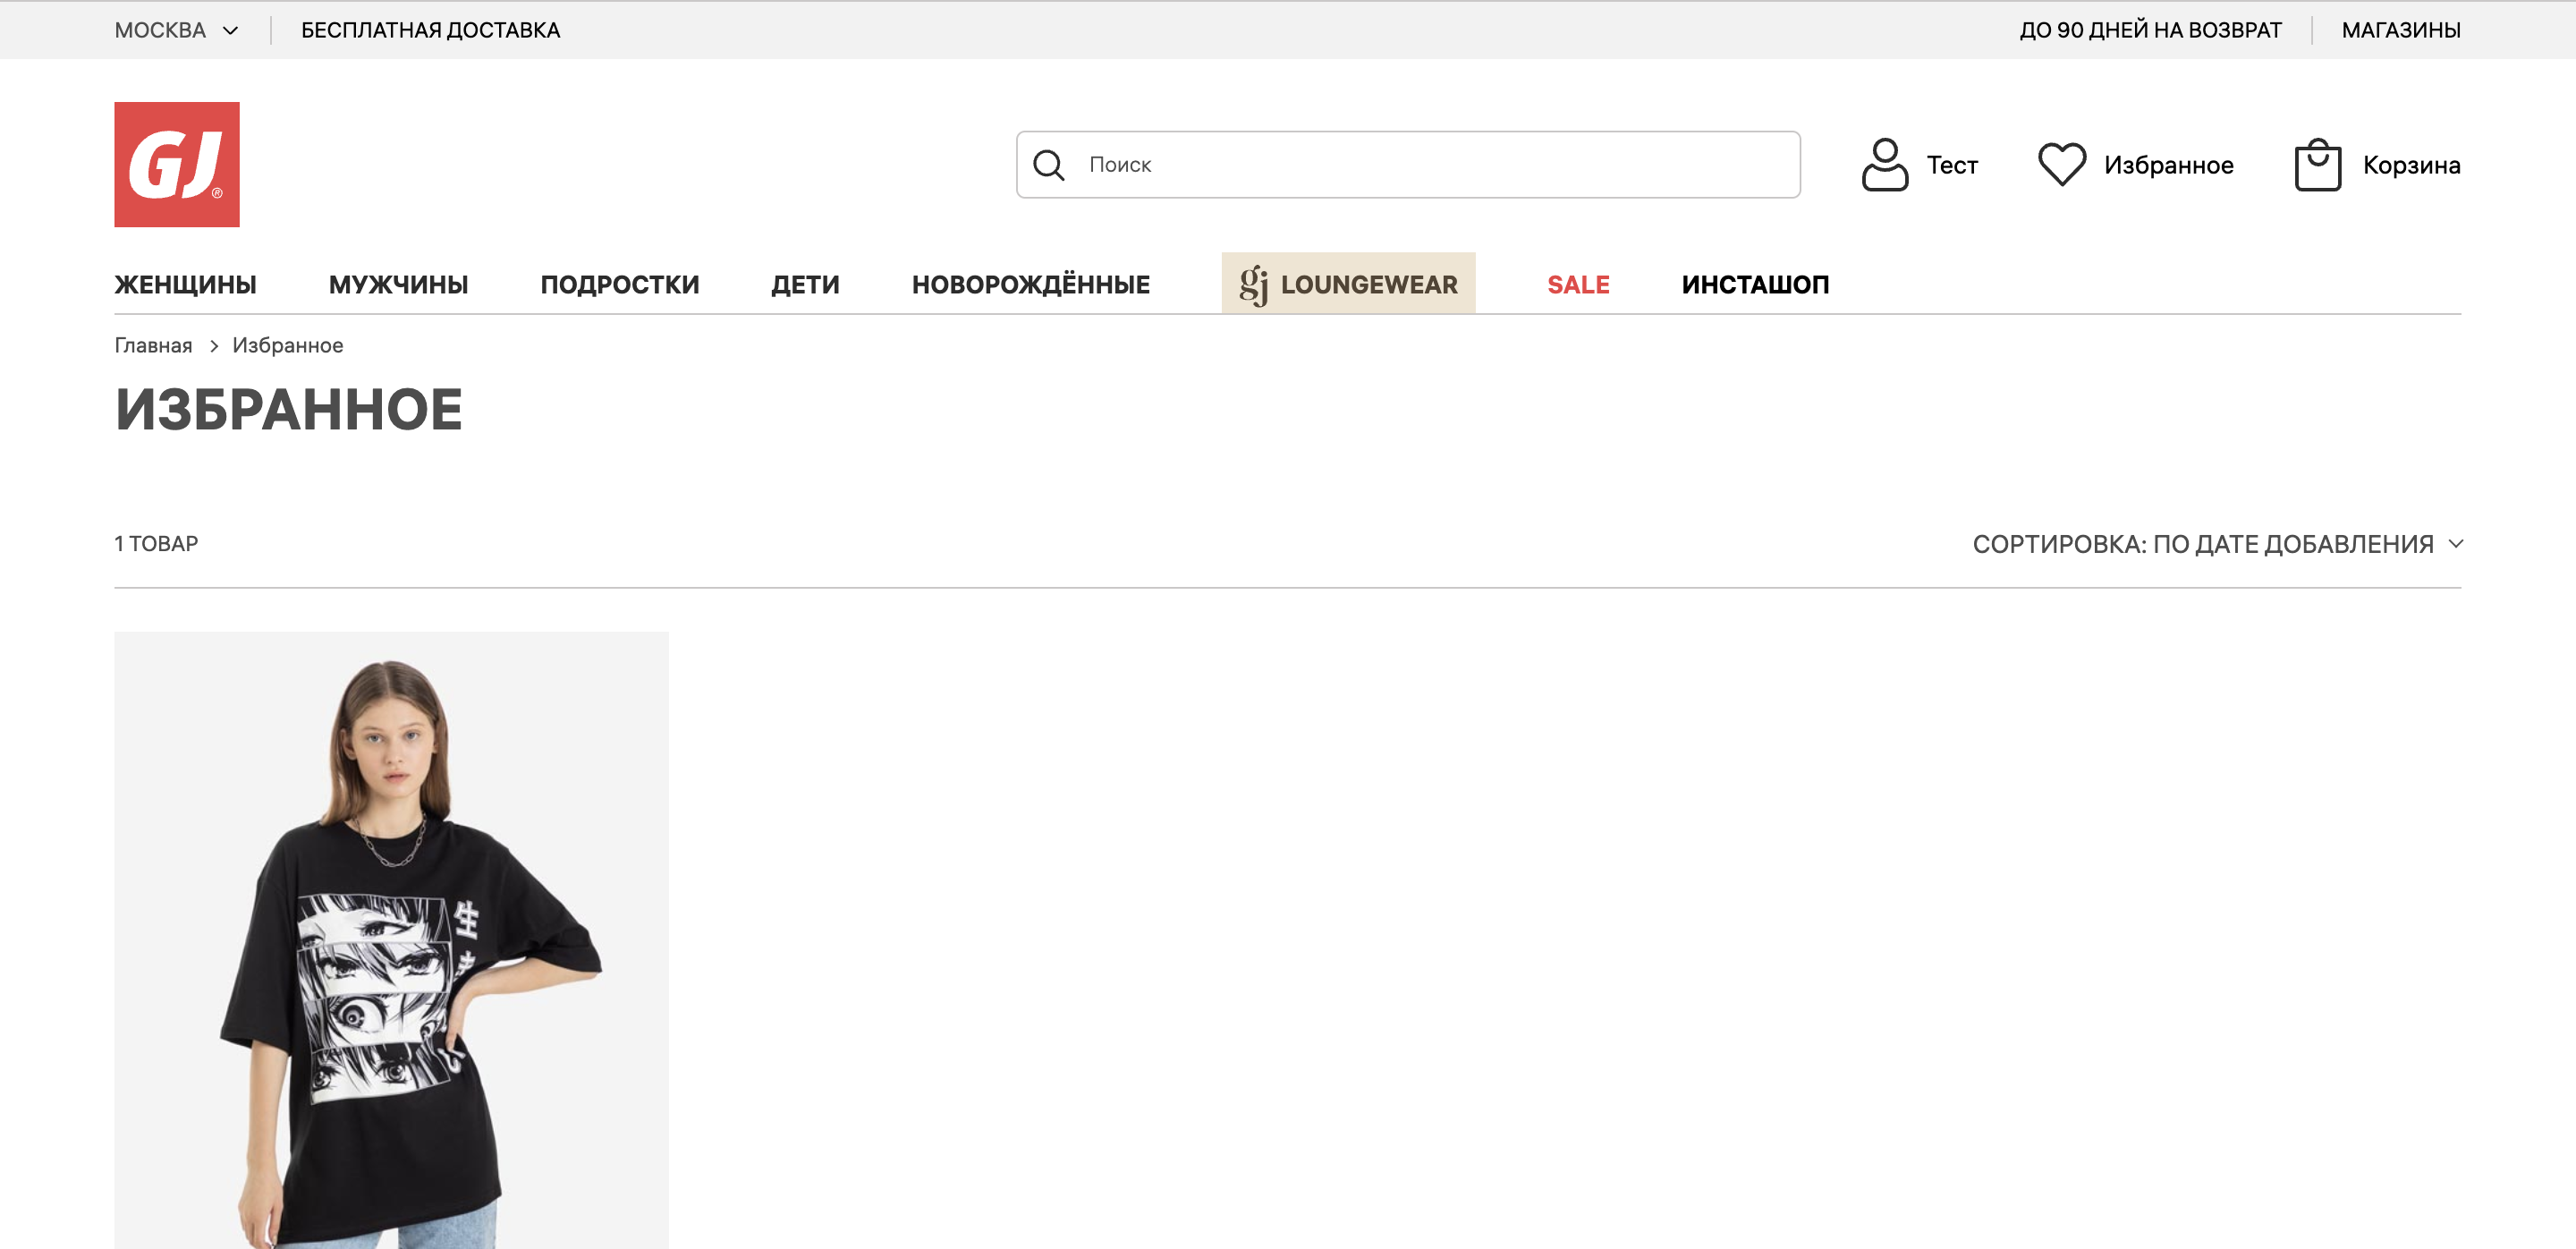 МОСКВА БЕСПЛАТНАЯ ДОСТАВКА ДО 90 ДНЕЙ НА ВОЗВРАТ МАГАЗИНЫ
GJ®
Поиск Тест Избранное Корзина
ЖЕНЩИНЫ МУЖЧИНЫ ПОДРОСТКИ ДЕТИ НОВОРОЖДЁННЫЕ gj LOUNGEWEAR SALE ИНСТАШОП
Главная > Избранное
ИЗБРАННОЕ
1 ТОВАР СОРТИРОВКА: ПО ДАТЕ ДОБАВЛЕНИЯ
生